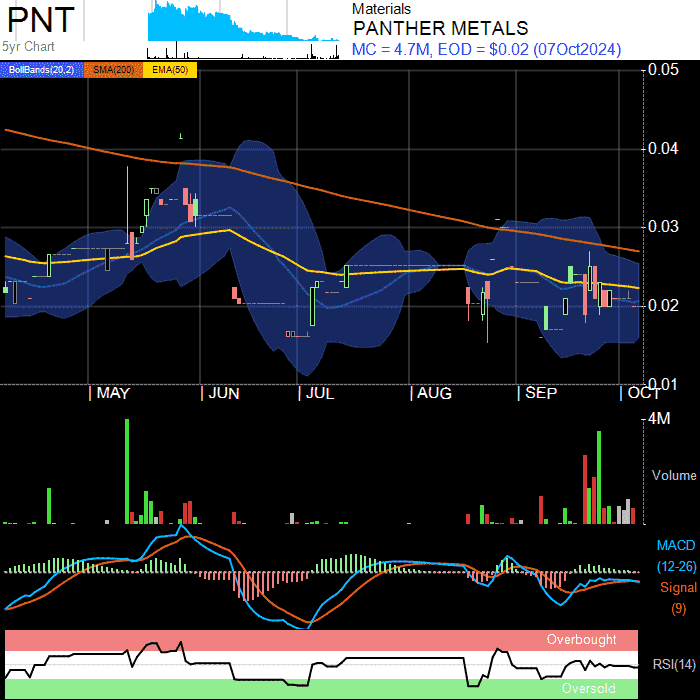 PNT
5yr Chart
Materials
PANTHER METALS
MC = 4.7M, EOD = $0.02 (07Oct2024)
BollBands(20,2) SMA(200) EMA(50)
0.05
0.04
0.03
0.02
0.01
| MAY | JUN | JUL | AUG | SEP | OCT
4M
Volume
MACD
(12-26)
Signal
(9)
Overbought
RSI(14)
Oversold